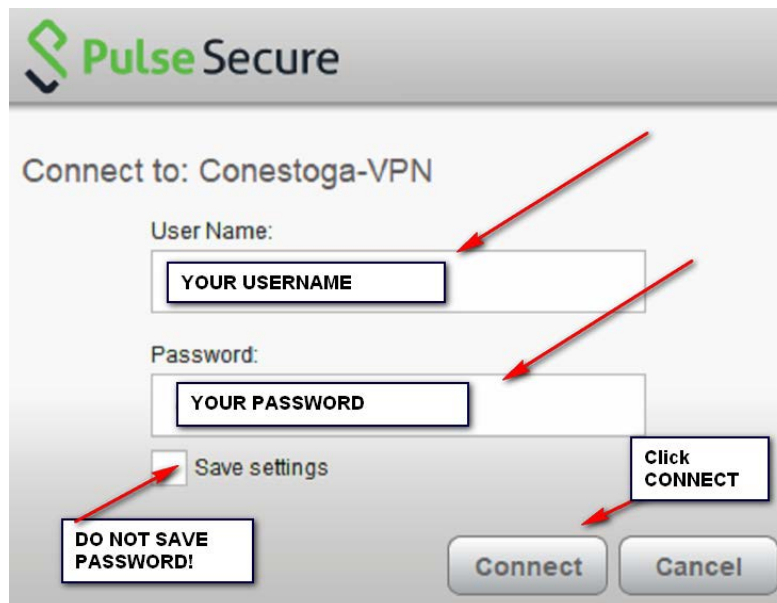 Pulse Secure
Connect to: Conestoga-VPN
User Name:
YOUR USERNAME
Password:
YOUR PASSWORD
Save settings
Click
CONNECT
DO NOT SAVE
PASSWORD!
Connect
Cancel